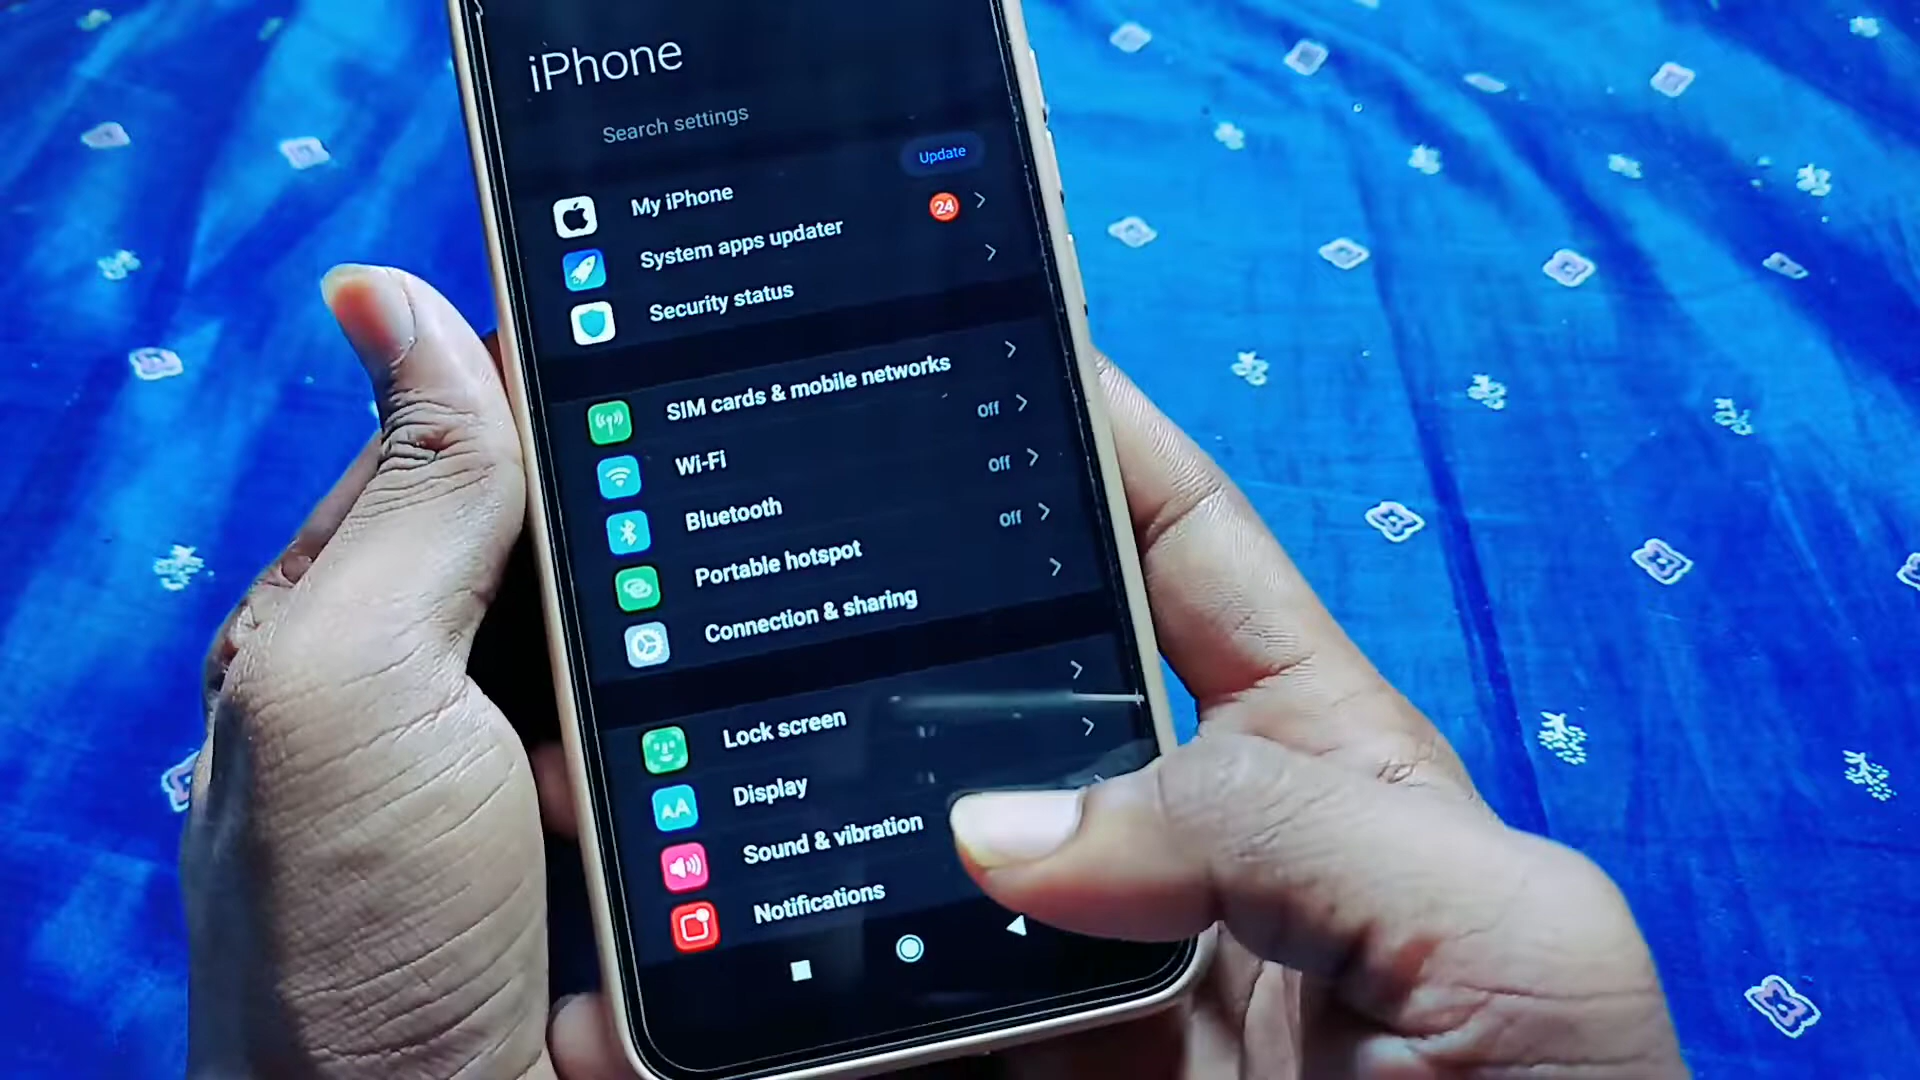 iPhone
Search settings
Update
My iPhone
System apps updater 24
Security status
SIM cards & mobile networks
Wi-Fi Off
Bluetooth Off
Portable hotspot Off
Connection & sharing
Lock screen
AA Display
Sound & vibration
Notifications